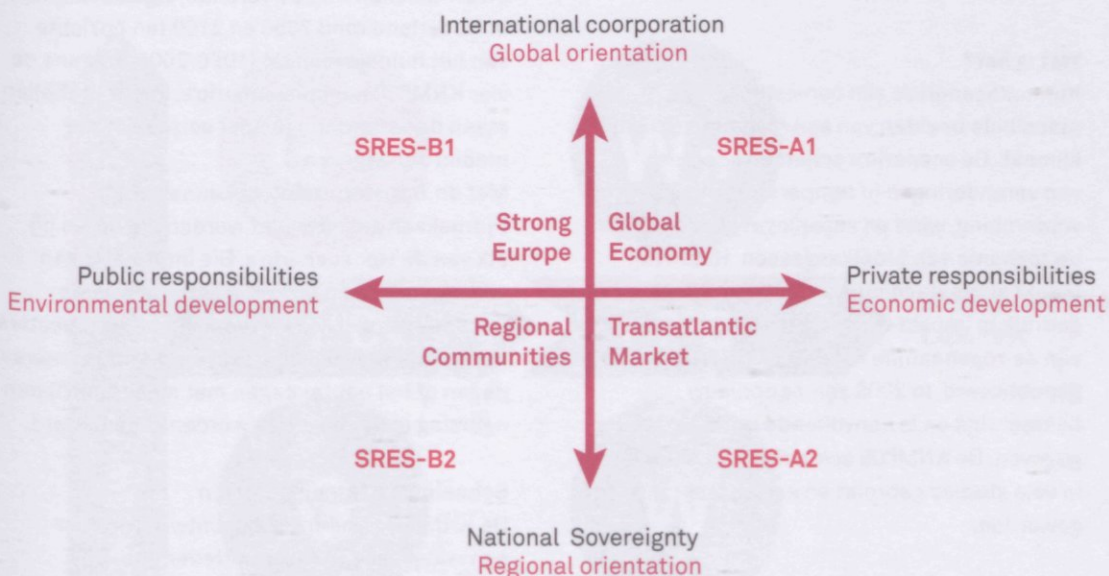 International coorporation
Global orientation
SRES-B1
SRES-A1
Strong
Europe
Global
Economy
Public responsibilities
Environmental development
Private responsibilities
Economic development
Regional
Communities
Transatlantic
Market
SRES-B2
SRES-A2
National Sovereignty
Regional orientation